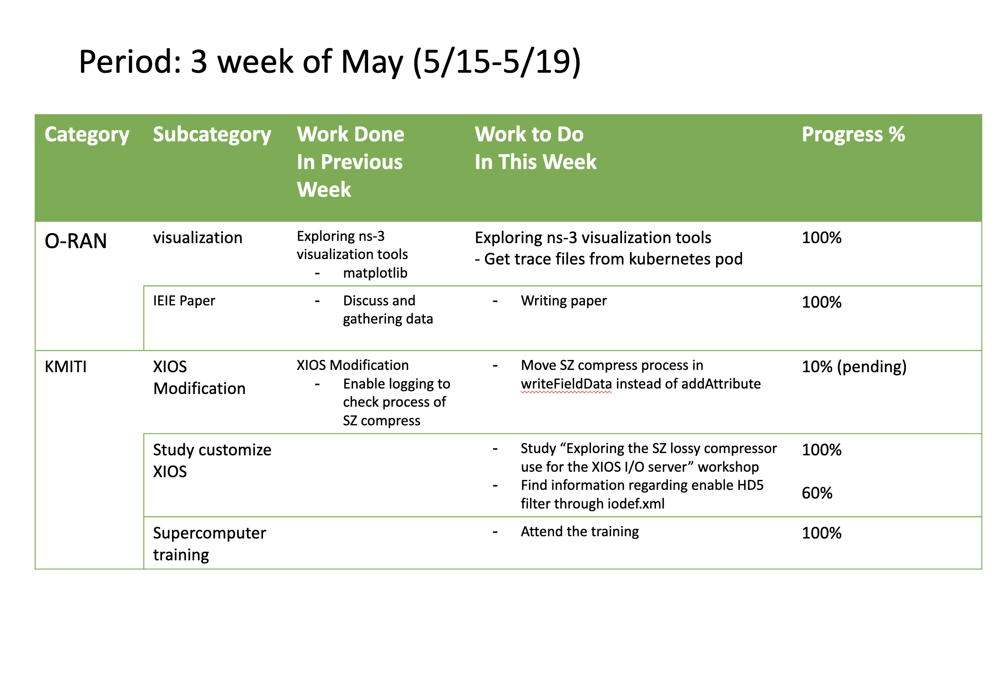 Period: 3 week of May (5/15-5/19)
Category
Subcategory
Work Done
In Previous
Week
Work to Do
In This Week
Progress %
O-RAN
visualization
Exploring ns-3
visualization tools
- matplotlib
Exploring ns-3 visualization tools
- Get trace files from kubernetes pod
100%
IEIE Paper
- Discuss and
gathering data
- Writing paper
100%
KMITI
XIOS
Modification
XIOS Modification
- Enable logging to
check process of
SZ compress
- Move SZ compress process in
writeFieldData instead of addAttribute
10% (pending)
Study customize
XIOS
- Study “Exploring the SZ lossy compressor
use for the XIOS I/O server” workshop
- Find information regarding enable HD5
filter through iodef.xml
100%
60%
Supercomputer
training
- Attend the training
100%